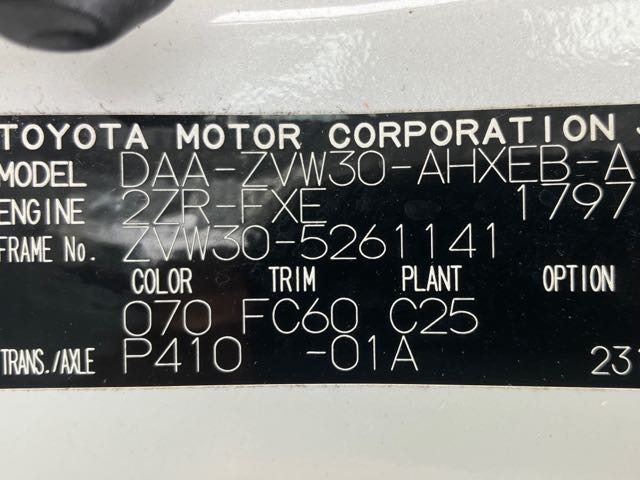 TOYOTA MOTOR CORPORATION
MODEL DAA-ZVW30-AHXEB-A
ENGINE 2ZR-FXE 1797
FRAME No. ZVW30-5261141
COLOR TRIM PLANT OPTION
070 FC60 C25
TRANS./AXLE P410 -01A 231